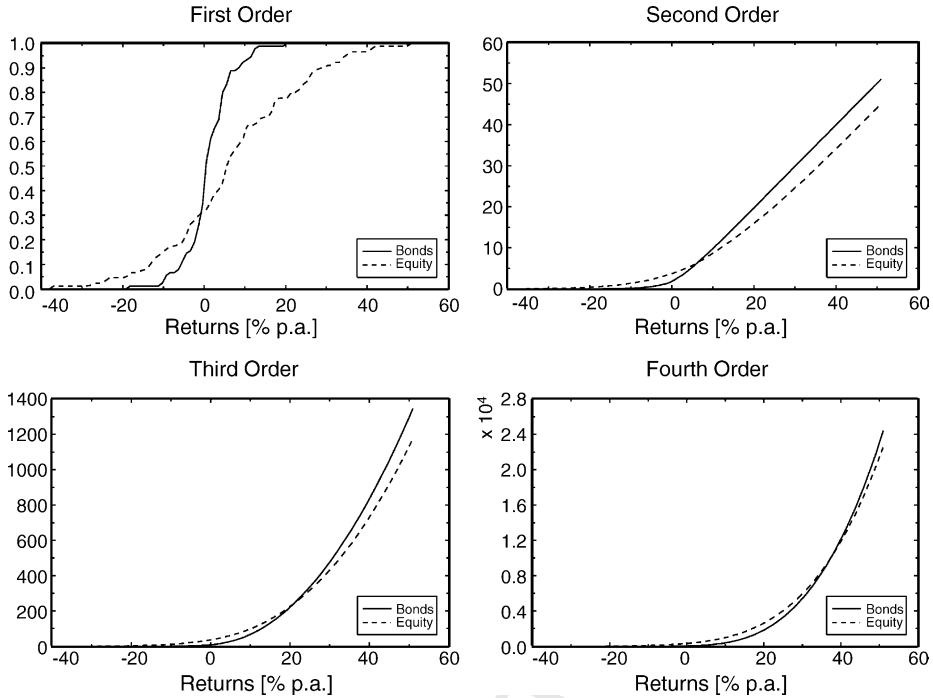 First Order
1.0
0.9
0.8
0.7
0.6
0.5
0.4
0.3
0.2
0.1
0.0
Bonds
Equity
-40 -20 0 20 40 60
Returns [% p.a.]
Second Order
60
50
40
30
20
10
0
Bonds
Equity
-40 -20 0 20 40 60
Returns [% p.a.]
Third Order
1400
1200
1000
800
600
400
200
0
Bonds
Equity
-40 -20 0 20 40 60
Returns [% p.a.]
Fourth Order
x 10⁴
2.8
2.4
2.0
1.6
1.2
0.8
0.4
0.0
Bonds
Equity
-40 -20 0 20 40 60
Returns [% p.a.]